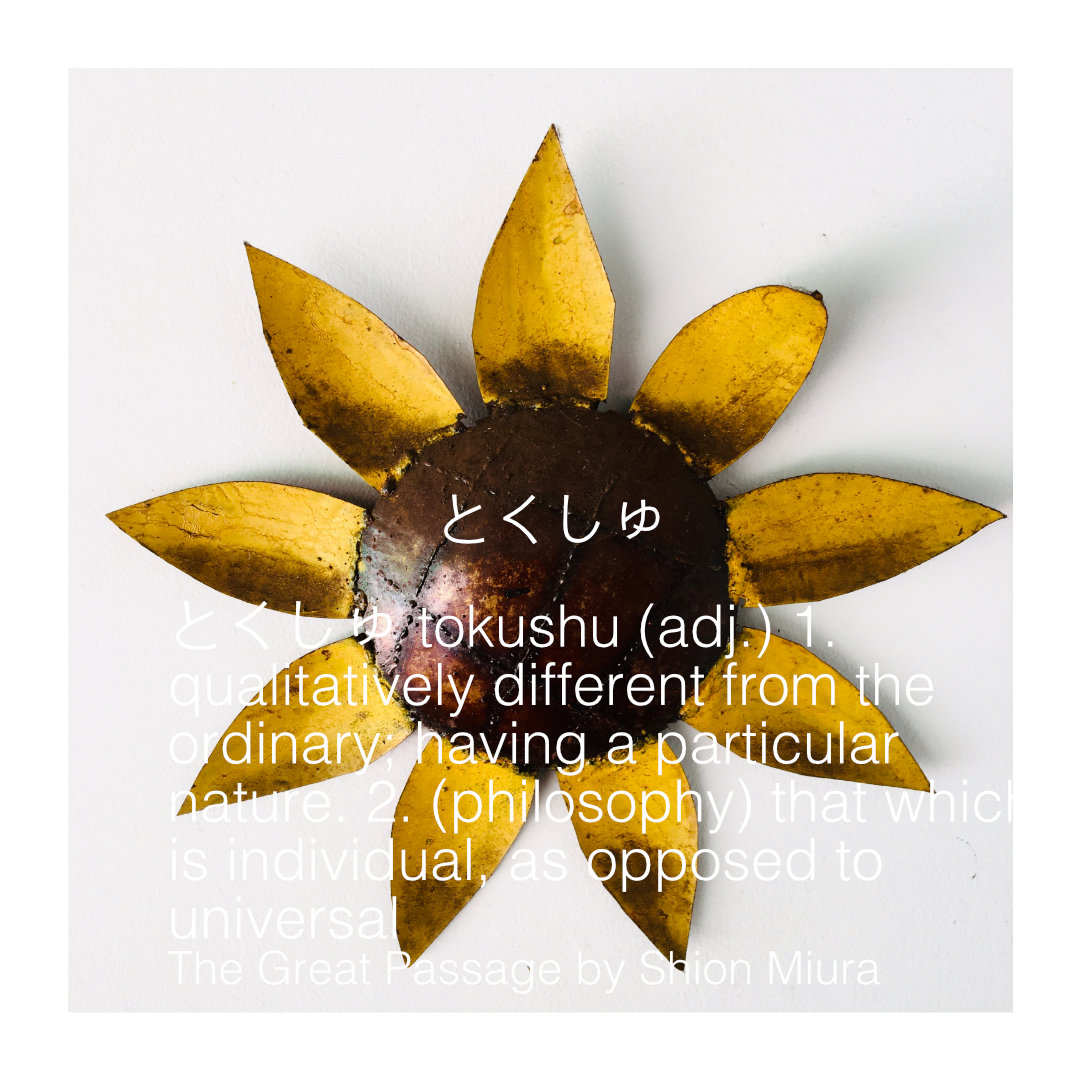 とくしゅ
とくしゅ tokushu (adj.) 1.
qualitatively different from the
ordinary; having a particular
nature. 2. (philosophy) that which
is individual, as opposed to
universal
The Great Passage by Shion Miura